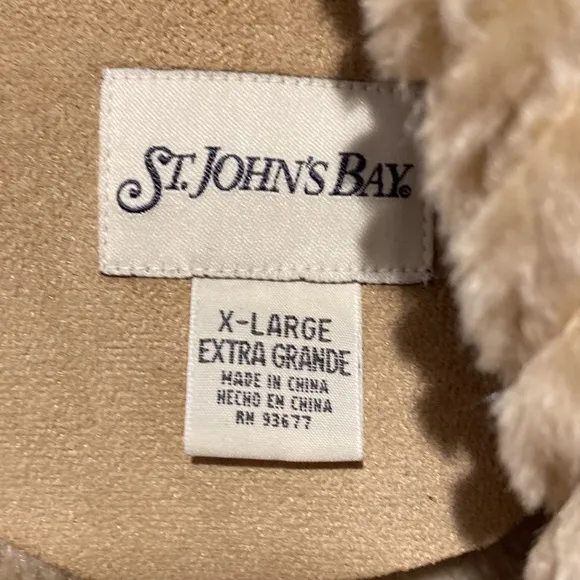 ST. JOHN'S BAY®
X-LARGE
EXTRA GRANDE
MADE IN CHINA
HECHO EN CHINA
RN 93677